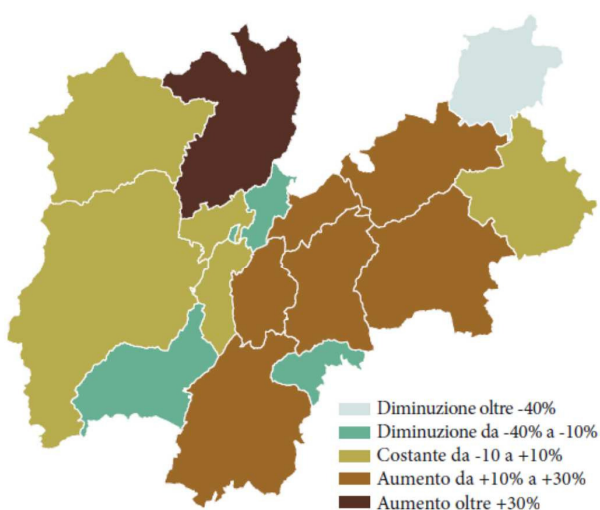 Diminuzione oltre -40%
Diminuzione da -40% a -10%
Costante da -10 a +10%
Aumento da +10% a +30%
Aumento oltre +30%